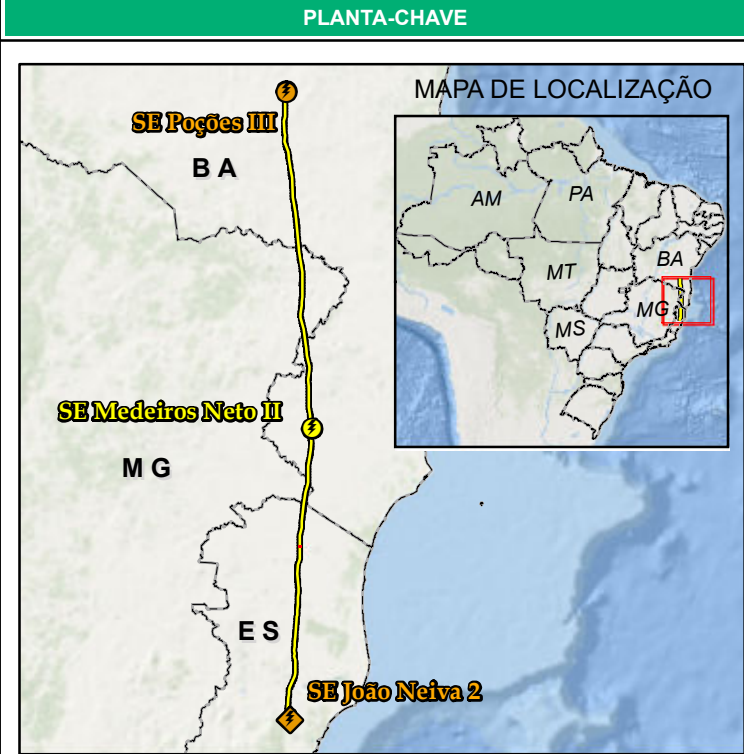 PLANTA-CHAVE
MAPA DE LOCALIZAÇÃO
SE Poções III
B A
AM
PA
BA
MT
MG
MS
SE Medeiros Neto II
M G
E S
SE João Neiva 2